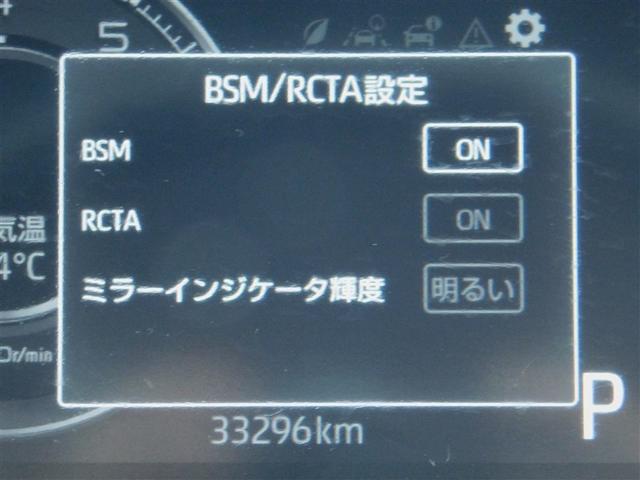 5
BSM/RCTA設定
BSM ON
RCTA ON
気温
4℃
ミラーインジケータ輝度 明るい
r/min
P
33296km